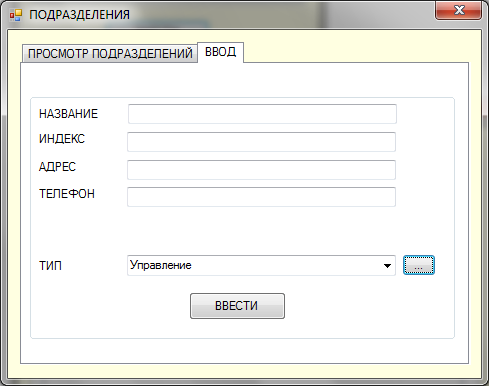 ПОДРАЗДЕЛЕНИЯ
ПРОСМОТР ПОДРАЗДЕЛЕНИЙ ВВОД
НАЗВАНИЕ
ИНДЕКС
АДРЕС
ТЕЛЕФОН
ТИП Управление ...
ВВЕСТИ